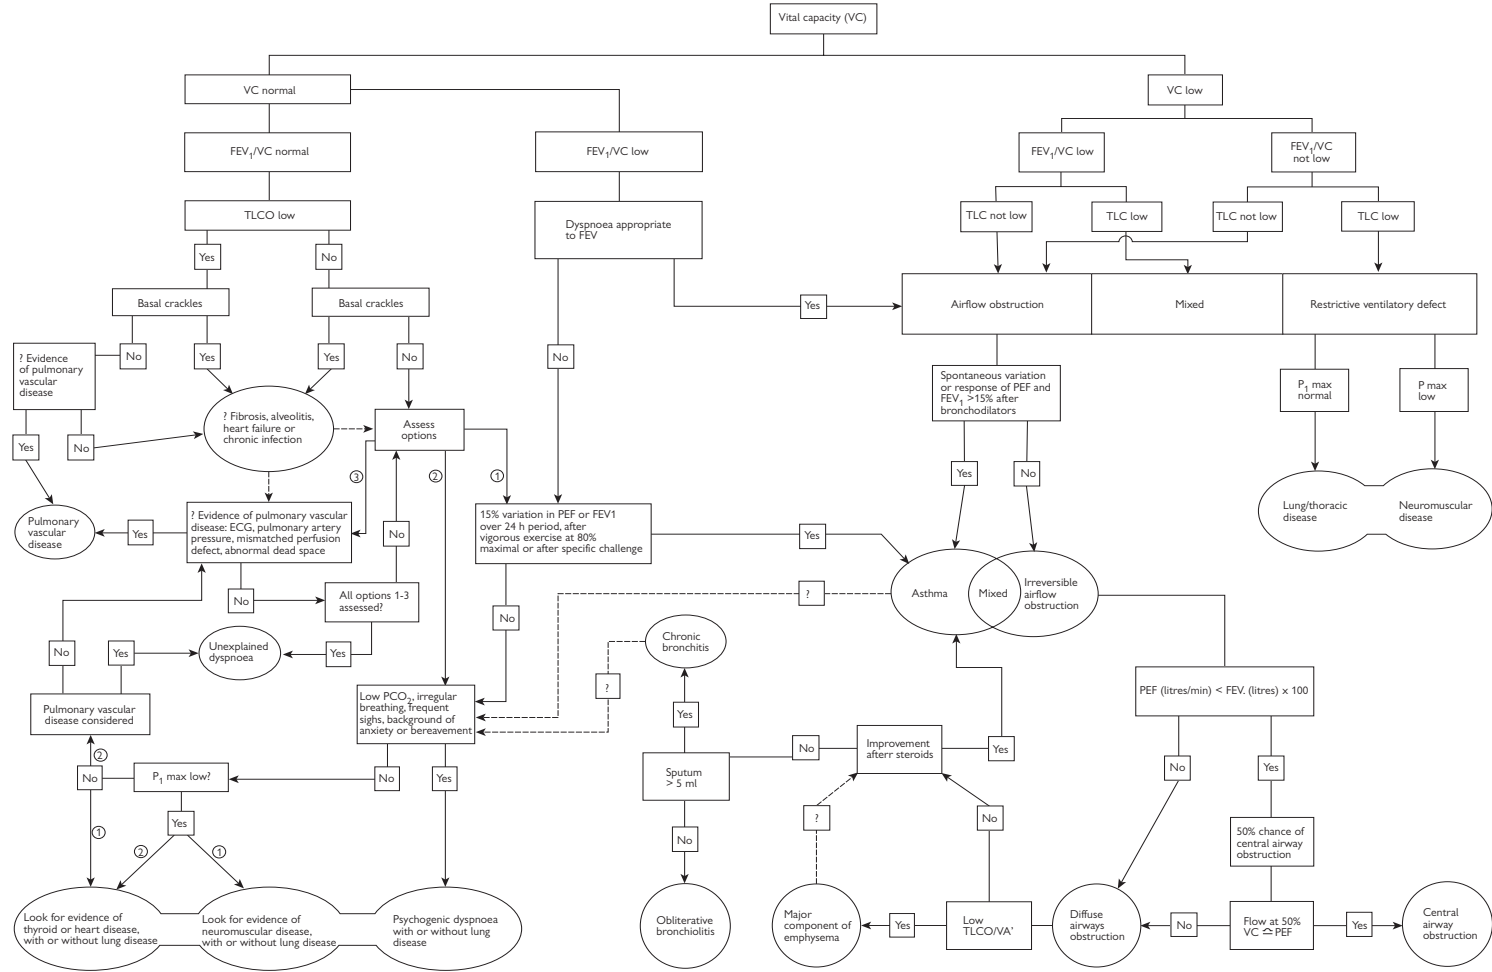 Vital capacity (VC)
VC normal
VC low
FEV1/VC normal
FEV1/VC low
FEV1/VC low
FEV1/VC
not low
TLCO low
Dyspnoea appropriate
to FEV
TLC not low
TLC low
TLC not low
TLC low
Yes
No
Basal crackles
Basal crackles
Yes
Airflow obstruction
Mixed
Restrictive ventilatory defect
No
Yes
Yes
No
No
? Evidence
of pulmonary
vascular
disease
Spontaneous variation
or response of PEF and
FEV1 >15% after
bronchodilators
P1 max
normal
P max
low
? Fibrosis, alveolitis,
heart failure or
chronic infection
Assess
options
Yes
No
③
②
①
Yes
No
Pulmonary
vascular
disease
Yes
? Evidence of pulmonary vascular
disease: ECG, pulmonary artery
pressure, mismatched perfusion
defect, abnormal dead space
No
15% variation in PEF or FEV1
over 24 h period, after
vigorous exercise at 80%
maximal or after specific challenge
Yes
Lung/thoracic
disease
Neuromuscular
disease
No
All options 1-3
assessed?
No
?
Asthma
Mixed
Irreversible
airflow
obstruction
No
Yes
Unexplained
dyspnoea
Yes
Chronic
bronchitis
?
Pulmonary vascular
disease considered
Low PCO2, irregular
breathing, frequent
sighs, background of
anxiety or bereavement
Yes
PEF (litres/min) < FEV. (litres) x 100
No
Improvement
afterr steroids
Yes
②
No
P1 max low?
No
Yes
Sputum
> 5 ml
No
Yes
①
Yes
②
①
No
?
No
50% chance of
central airway
obstruction
Look for evidence of
thyroid or heart disease,
with or without lung disease
Look for evidence of
neuromuscular disease,
with or without lung disease
Psychogenic dyspnoea
with or without lung
disease
Obliterative
bronchiolitis
Major
component of
emphysema
Yes
Low
TLCO/VA'
Diffuse
airways
obstruction
No
Flow at 50%
VC ≏ PEF
Yes
Central
airway
obstruction